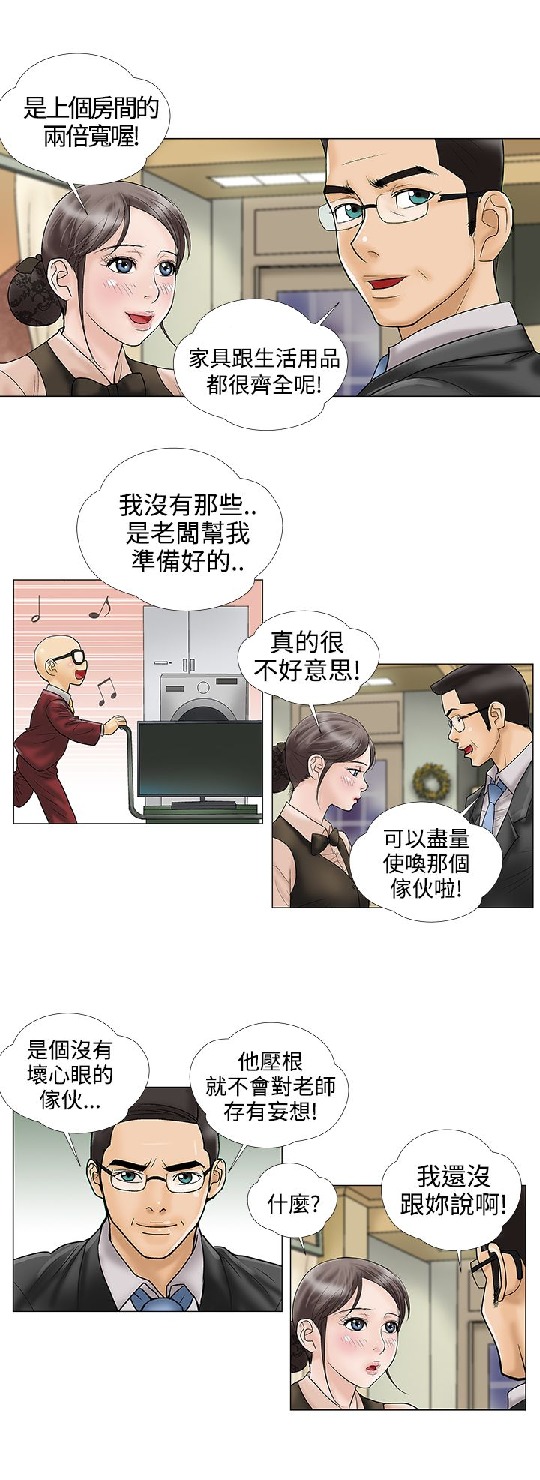 是上個房間的
兩倍寬喔!
家具跟生活用品
都很齊全呢!
我沒有那些..
是老闆幫我
準備好的..
真的很
不好意思!
可以盡量
使喚那個
傢伙啦!
是個沒有
壞心眼的
傢伙...
他壓根
就不會對老師
存有妄想!
什麼?
我還沒
跟妳說啊!